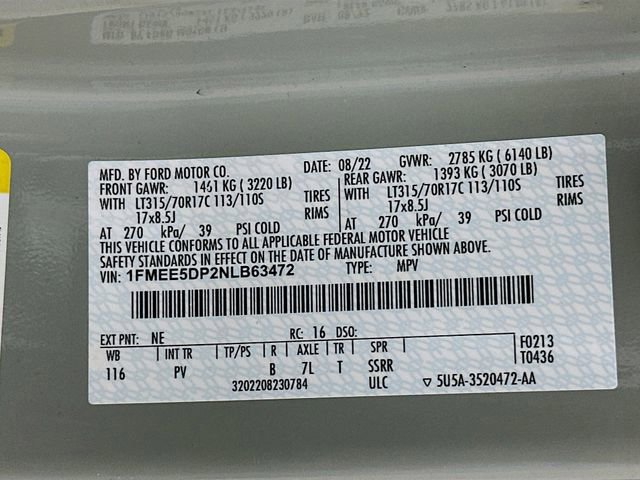 MFD. BY FORD MOTOR CO. DATE: 08/22 GVWR: 2785 KG ( 6140 LB)
FRONT GAWR: 1461 KG ( 3220 LB) REAR GAWR: 1393 KG ( 3070 LB)
WITH LT315/70R17C 113/110S TIRES WITH LT315/70R17C 113/110S TIRES
17x8.5J RIMS 17x8.5J RIMS
AT 270 kPa/ 39 PSI COLD AT 270 kPa/ 39 PSI COLD
THIS VEHICLE CONFORMS TO ALL APPLICABLE FEDERAL MOTOR VEHICLE
SAFETY STANDARDS IN EFFECT ON THE DATE OF MANUFACTURE SHOWN ABOVE.
VIN: 1FMEE5DP2NLB63472 TYPE: MPV
EXT PNT: NE RC: 16 DSO:
WB INT TR TP/PS R AXLE TR SPR F0213
116 PV B 7L T SSRR T0436
3202208230784 ULC ▽ 5U5A-3520472-AA